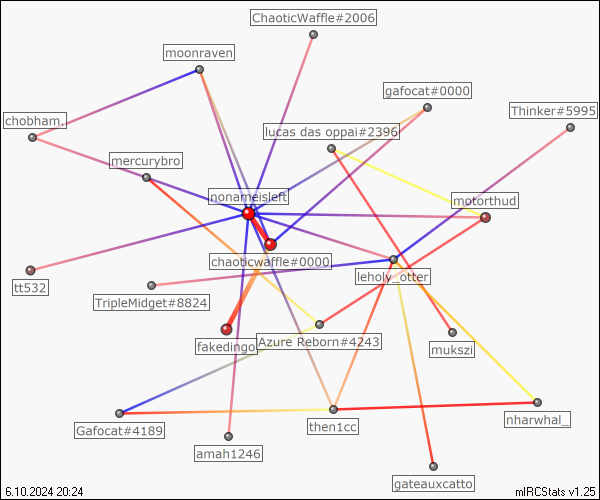 ChaoticWaffle#2006
moonraven
gafocat#0000
Thinker#5995
chobham.
lucas das oppai#2396
mercurybro
nonameisleft
motorthud
chaoticwaffle#0000
leholy_otter
tt532
TripleMidget#8824
fakedingo
Azure Reborn#4243
mukszi
Gafocat#4189
then1cc
nharwhal_
amah1246
gateauxcatto
6.10.2024 20:24
mIRCStats v1.25